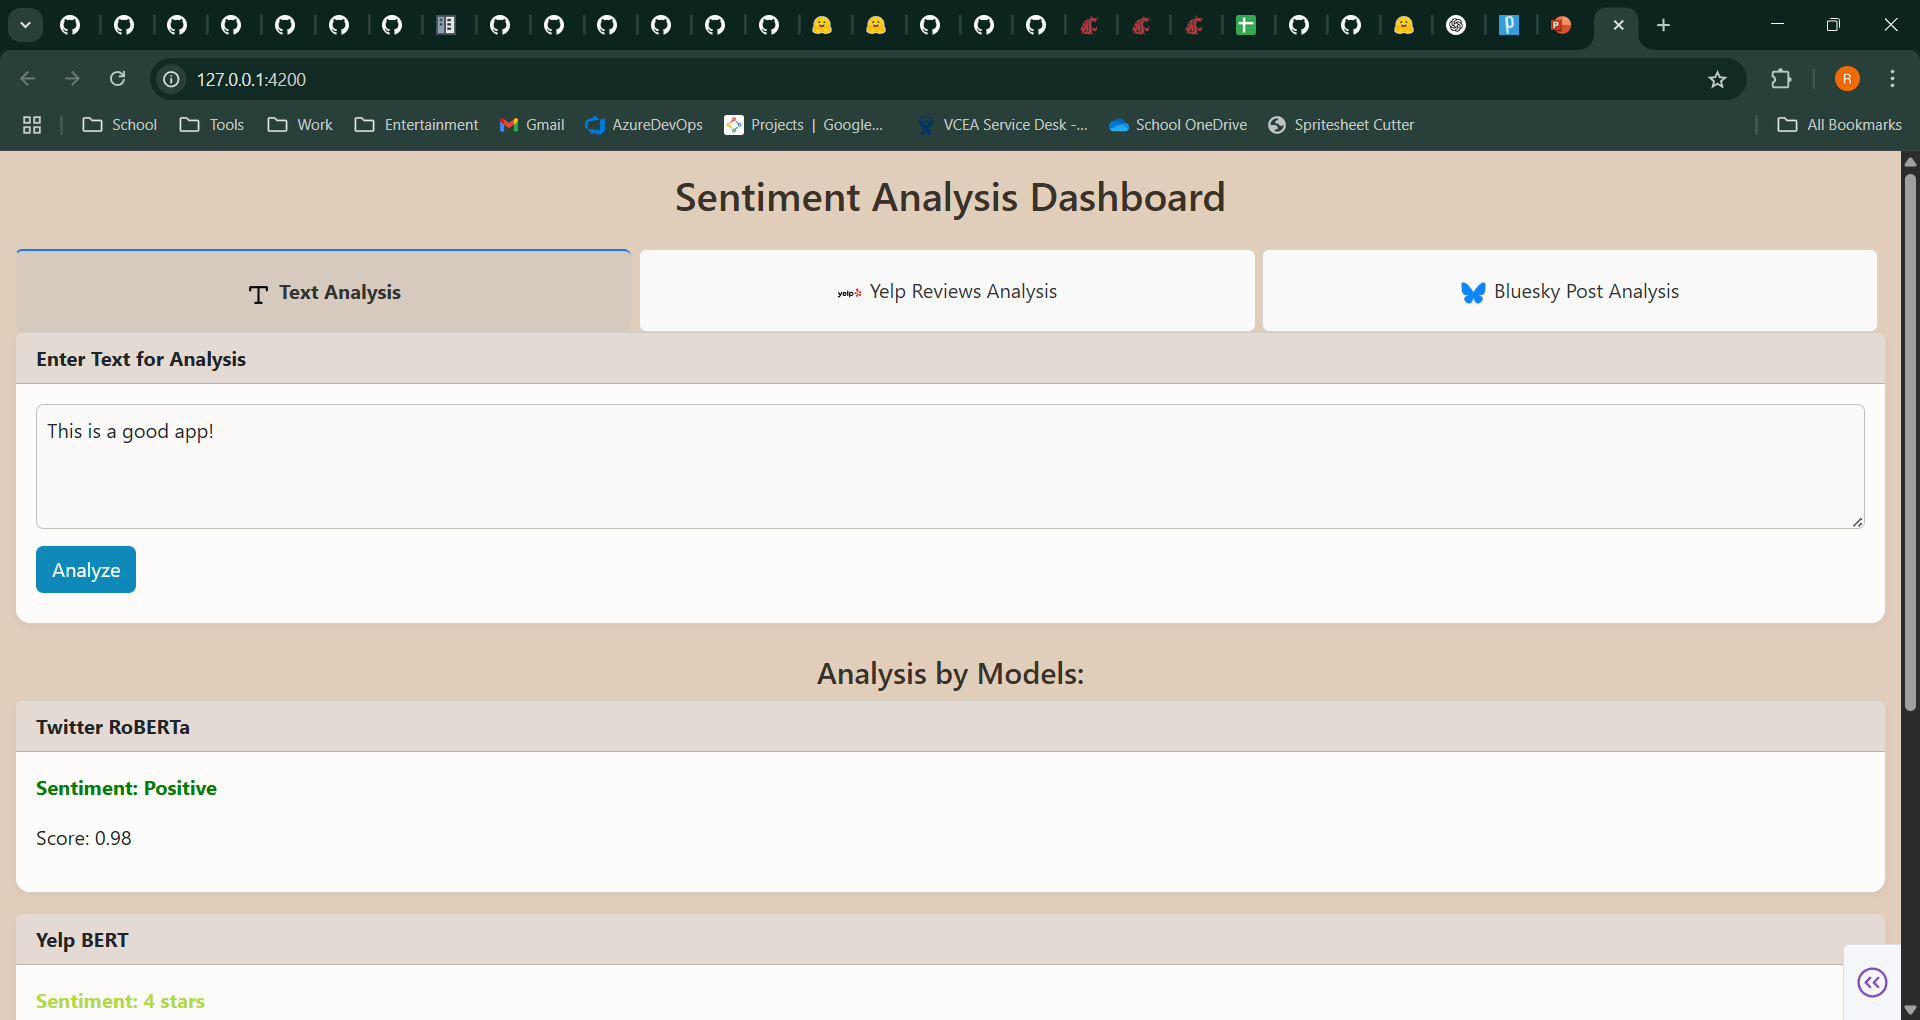 127.0.0.1:4200
R
School
Tools
Work
Entertainment
Gmail
AzureDevOps
Projects | Google...
VCEA Service Desk -...
School OneDrive
Spritesheet Cutter
All Bookmarks
Sentiment Analysis Dashboard
Text Analysis
yelp Yelp Reviews Analysis
Bluesky Post Analysis
Enter Text for Analysis
This is a good app!
Analyze
Analysis by Models:
Twitter RoBERTa
Sentiment: Positive
Score: 0.98
Yelp BERT
Sentiment: 4 stars